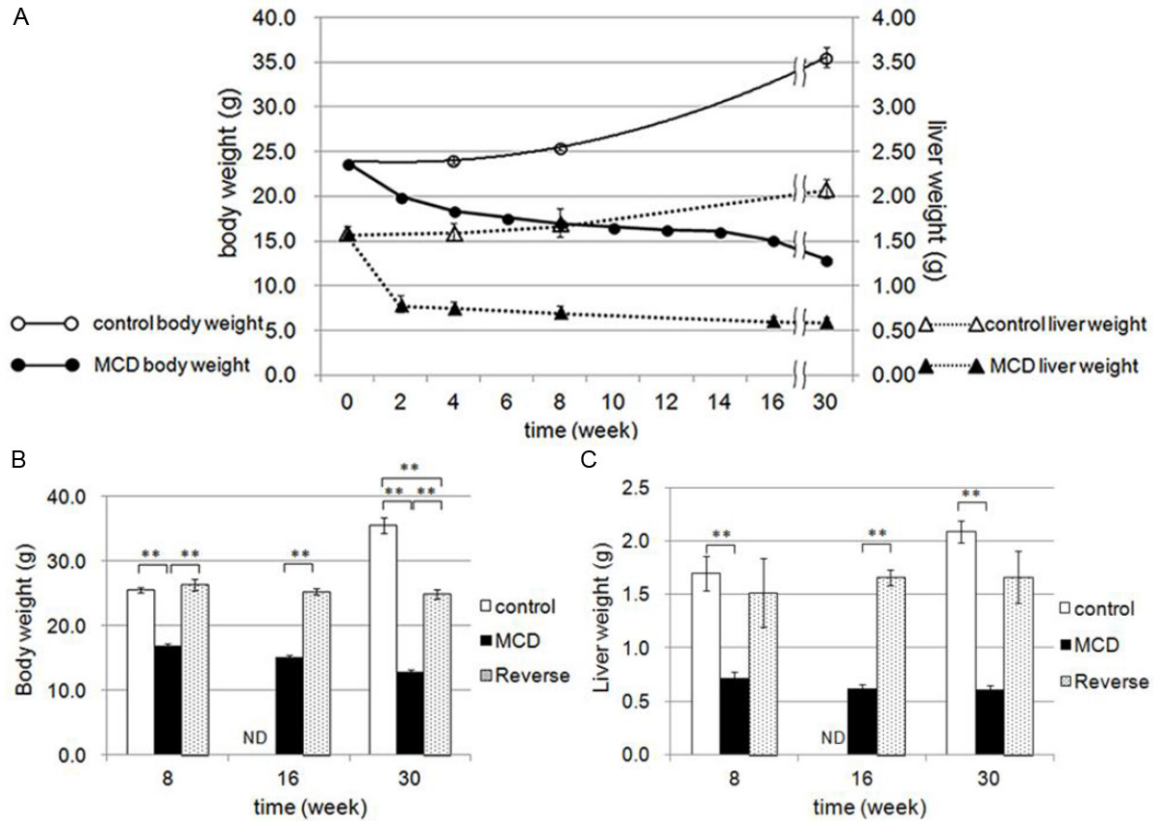 A
40.0
35.0
30.0
25.0
20.0
15.0
10.0
5.0
0.0
body weight (g)
4.00
3.50
3.00
2.50
2.00
1.50
1.00
0.50
0.00
liver weight (g)
0 2 4 6 8 10 12 14 16 30
time (week)
control body weight
MCD body weight
control liver weight
MCD liver weight
B
40.0
30.0
20.0
10.0
0.0
Body weight (g)
**
** ** ** ** **
ND
8 16 30
time (week)
control
MCD
Reverse
C
2.5
2.0
1.5
1.0
0.5
0.0
Liver weight (g)
** ** **
ND
8 16 30
time (week)
control
MCD
Reverse